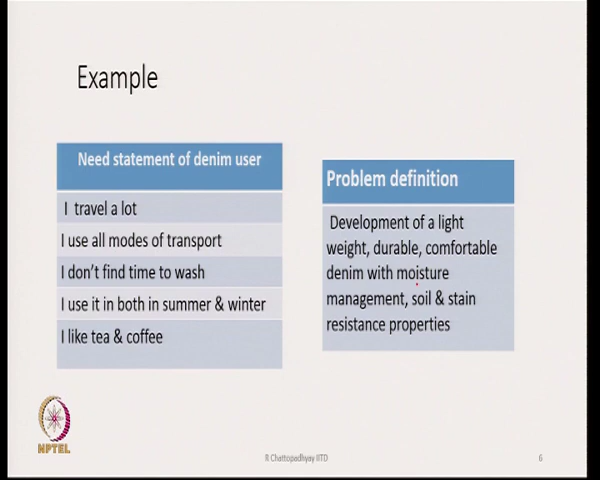 Example
Need statement of denim user
I travel a lot
I use all modes of transport
I don't find time to wash
I use it in both in summer & winter
I like tea & coffee
Problem definition
Development of a light
weight, durable, comfortable
denim with moisture
management, soil & stain
resistance properties
NPTEL
R Chattopadhyay IITD
6